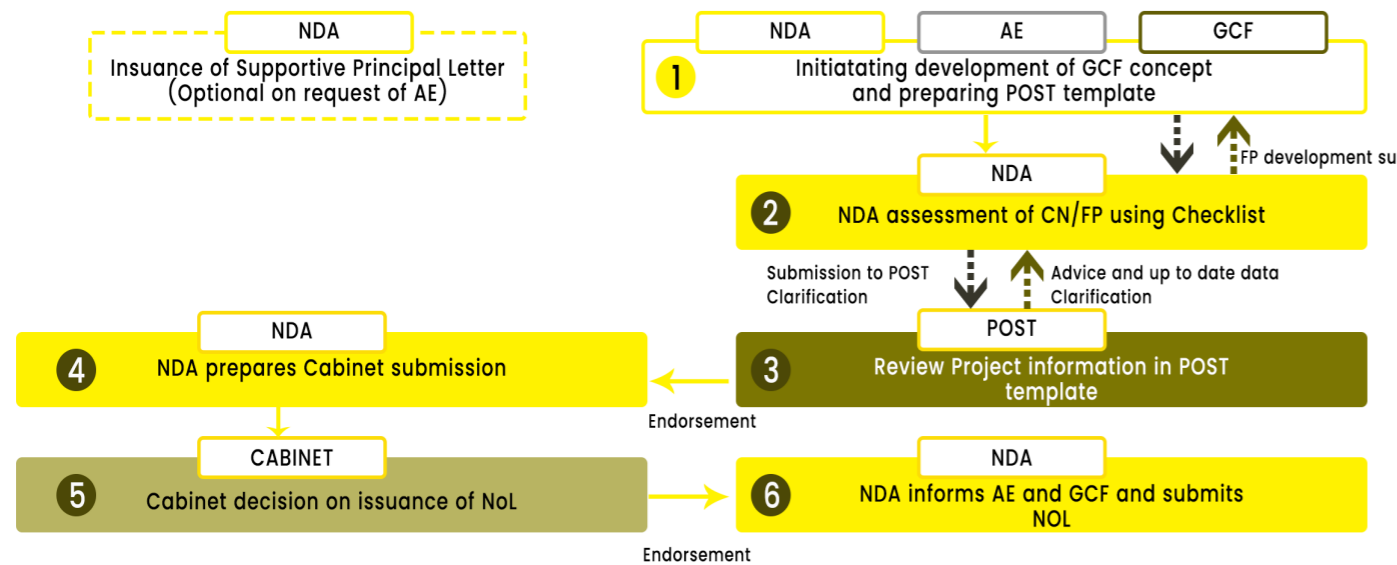 NDA
Insuance of Supportive Principal Letter
(Optional on request of AE)
NDA
AE
GCF
1
Initiatating development of GCF concept
and preparing POST template
FP development su
NDA
2
NDA assessment of CN/FP using Checklist
Submission to POST
Clarification
Advice and up to date data
Clarification
POST
3
Review Project information in POST
template
NDA
4
NDA prepares Cabinet submission
Endorsement
CABINET
5
Cabinet decision on issuance of NoL
NDA
6
NDA informs AE and GCF and submits
NOL
Endorsement